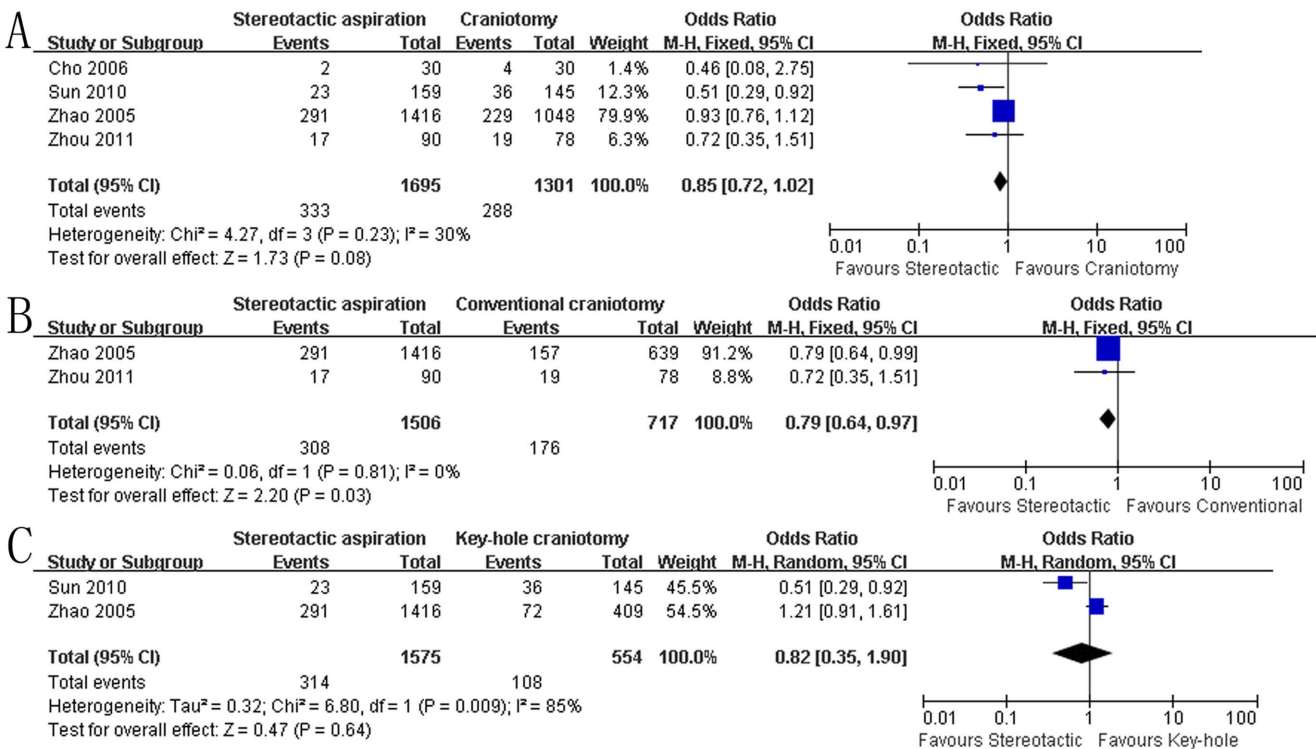 A
Stereotactic aspiration Craniotomy Odds Ratio Odds Ratio
Study or Subgroup Events Total Events Total Weight M-H, Fixed, 95% CI M-H, Fixed, 95% CI
Cho 2006 2 30 4 30 1.4% 0.46 [0.08, 2.75]
Sun 2010 23 159 36 145 12.3% 0.51 [0.29, 0.92]
Zhao 2005 291 1416 229 1048 79.9% 0.93 [0.76, 1.12]
Zhou 2011 17 90 19 78 6.3% 0.72 [0.35, 1.51]
Total (95% CI) 1695 1301 100.0% 0.85 [0.72, 1.02]
Total events 333 288
Heterogeneity: Chi² = 4.27, df = 3 (P = 0.23); I² = 30%
Test for overall effect: Z = 1.73 (P = 0.08)
0.01 0.1 1 10 100
Favours Stereotactic Favours Craniotomy
B
Stereotactic aspiration Conventional craniotomy Odds Ratio Odds Ratio
Study or Subgroup Events Total Events Total Weight M-H, Fixed, 95% CI M-H, Fixed, 95% CI
Zhao 2005 291 1416 157 639 91.2% 0.79 [0.64, 0.99]
Zhou 2011 17 90 19 78 8.8% 0.72 [0.35, 1.51]
Total (95% CI) 1506 717 100.0% 0.79 [0.64, 0.97]
Total events 308 176
Heterogeneity: Chi² = 0.06, df = 1 (P = 0.81); I² = 0%
Test for overall effect: Z = 2.20 (P = 0.03)
0.01 0.1 1 10 100
Favours Stereotactic Favours Conventional
C
Stereotactic aspiration Key-hole craniotomy Odds Ratio Odds Ratio
Study or Subgroup Events Total Events Total Weight M-H, Random, 95% CI M-H, Random, 95% CI
Sun 2010 23 159 36 145 45.5% 0.51 [0.29, 0.92]
Zhao 2005 291 1416 72 409 54.5% 1.21 [0.91, 1.61]
Total (95% CI) 1575 554 100.0% 0.82 [0.35, 1.90]
Total events 314 108
Heterogeneity: Tau² = 0.32; Chi² = 6.80, df = 1 (P = 0.009); I² = 85%
Test for overall effect: Z = 0.47 (P = 0.64)
0.01 0.1 1 10 100
Favours Stereotactic Favours Key-hole